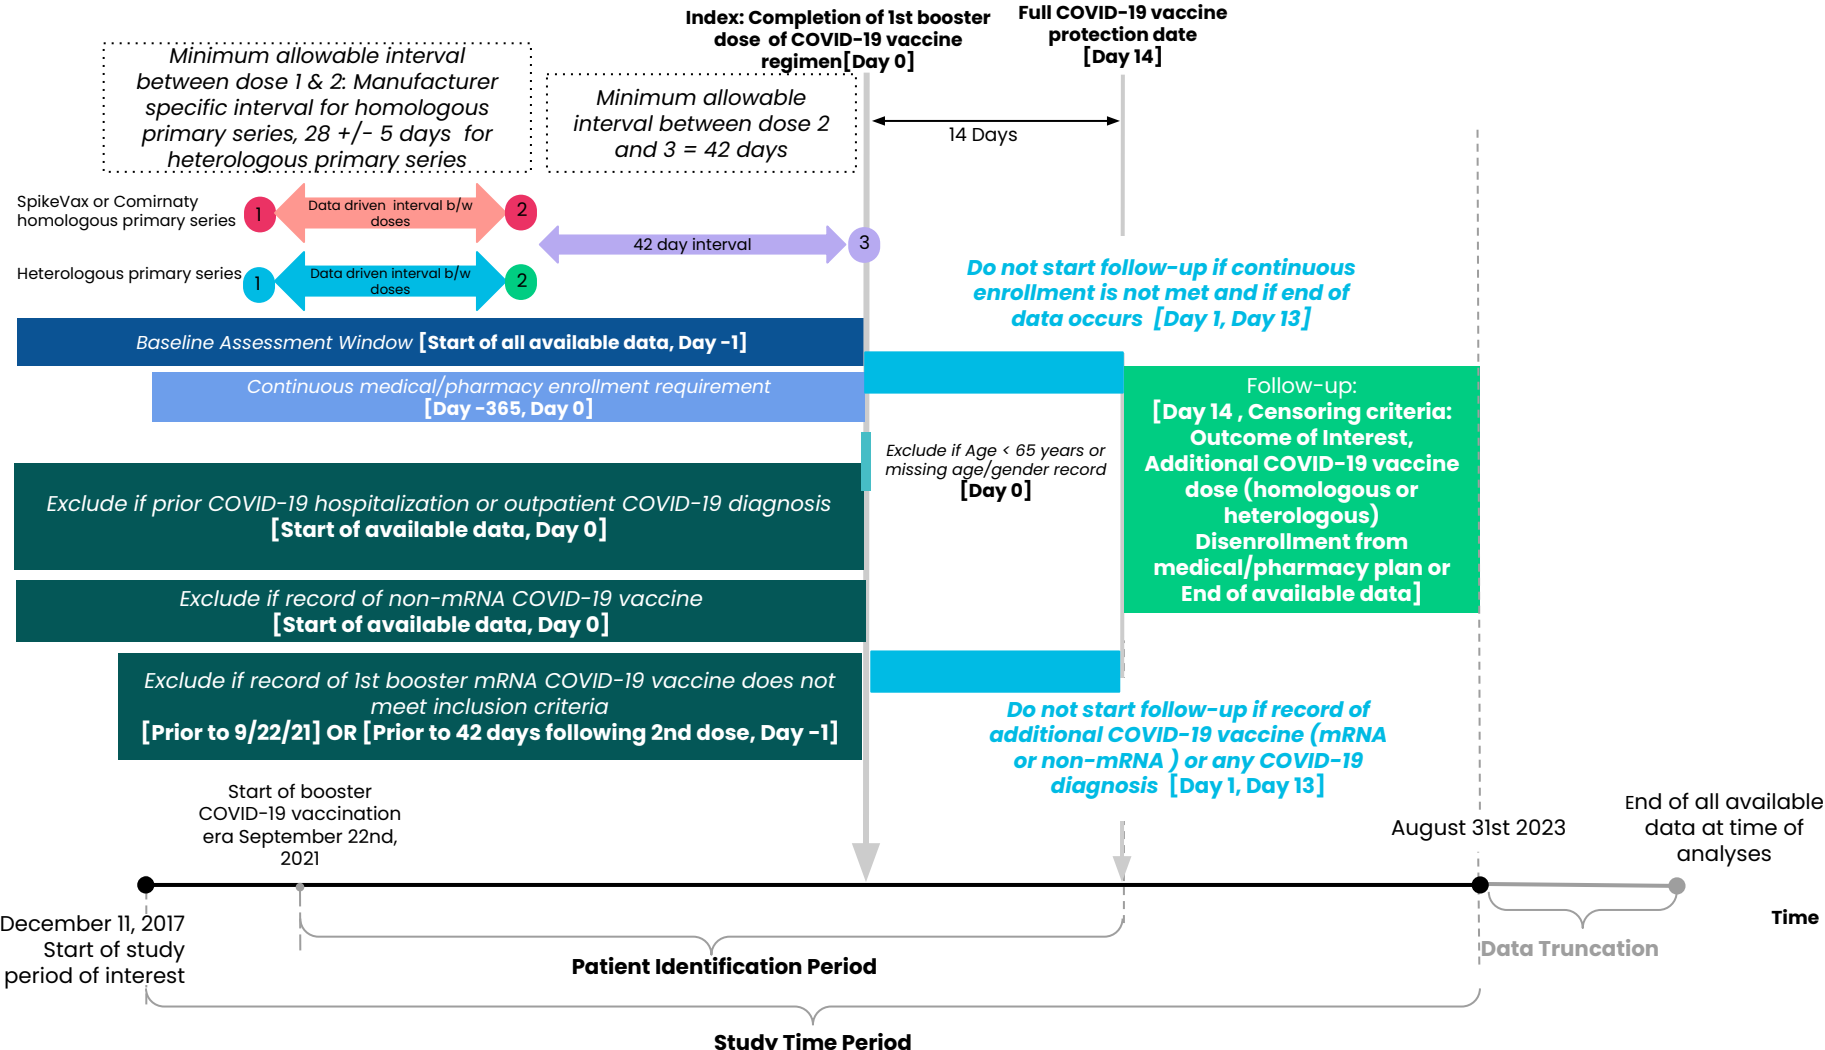 Index: Completion of 1st booster
dose of COVID-19 vaccine
regimen[Day 0]
Full COVID-19 vaccine
protection date
[Day 14]
Minimum allowable interval
between dose 1 & 2: Manufacturer
specific interval for homologous
primary series, 28 +/- 5 days for
heterologous primary series
Minimum allowable
interval between dose 2
and 3 = 42 days
14 Days
SpikeVax or Comirnaty
homologous primary series
1
Data driven interval b/w
doses
2
42 day interval
3
Heterologous primary series
1
Data driven interval b/w
doses
2
Do not start follow-up if continuous
enrollment is not met and if end of
data occurs [Day 1, Day 13]
Baseline Assessment Window [Start of all available data, Day -1]
Continuous medical/pharmacy enrollment requirement
[Day -365, Day 0]
Follow-up:
[Day 14 , Censoring criteria:
Outcome of Interest,
Additional COVID-19 vaccine
dose (homologous or
heterologous)
Disenrollment from
medical/pharmacy plan or
End of available data]
Exclude if Age < 65 years or
missing age/gender record
[Day 0]
Exclude if prior COVID-19 hospitalization or outpatient COVID-19 diagnosis
[Start of available data, Day 0]
Exclude if record of non-mRNA COVID-19 vaccine
[Start of available data, Day 0]
Exclude if record of 1st booster mRNA COVID-19 vaccine does not
meet inclusion criteria
[Prior to 9/22/21] OR [Prior to 42 days following 2nd dose, Day -1]
Do not start follow-up if record of
additional COVID-19 vaccine (mRNA
or non-mRNA ) or any COVID-19
diagnosis [Day 1, Day 13]
Start of booster
COVID-19 vaccination
era September 22nd,
2021
August 31st 2023
End of all available
data at time of
analyses
December 11, 2017
Start of study
period of interest
Time
Data Truncation
Patient Identification Period
Study Time Period